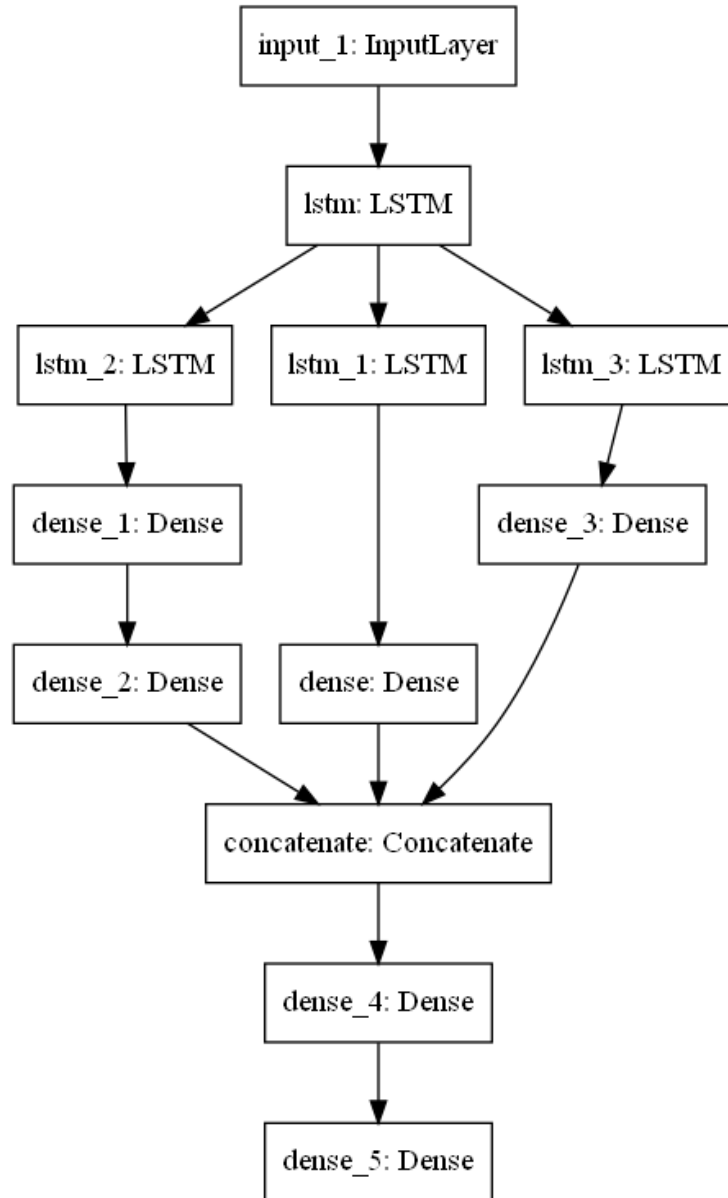 input_1: InputLayer
lstm: LSTM
lstm_2: LSTM
lstm_1: LSTM
lstm_3: LSTM
dense_1: Dense
dense_3: Dense
dense_2: Dense
dense: Dense
concatenate: Concatenate
dense_4: Dense
dense_5: Dense